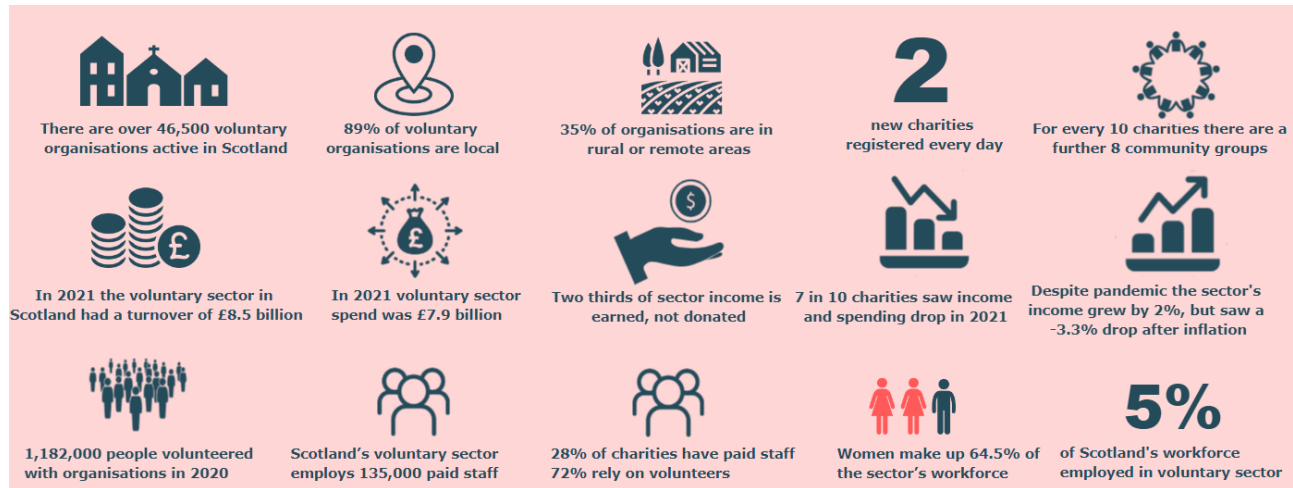 There are over 46,500 voluntary
organisations active in Scotland
89% of voluntary
organisations are local
35% of organisations are in
rural or remote areas
2
new charities
registered every day
For every 10 charities there are a
further 8 community groups
£
In 2021 the voluntary sector in
Scotland had a turnover of £8.5 billion
£
In 2021 voluntary sector
spend was £7.9 billion
$
Two thirds of sector income is
earned, not donated
7 in 10 charities saw income
and spending drop in 2021
Despite pandemic the sector's
income grew by 2%, but saw a
-3.3% drop after inflation
1,182,000 people volunteered
with organisations in 2020
Scotland’s voluntary sector
employs 135,000 paid staff
28% of charities have paid staff
72% rely on volunteers
Women make up 64.5% of
the sector’s workforce
5%
of Scotland's workforce
employed in voluntary sector